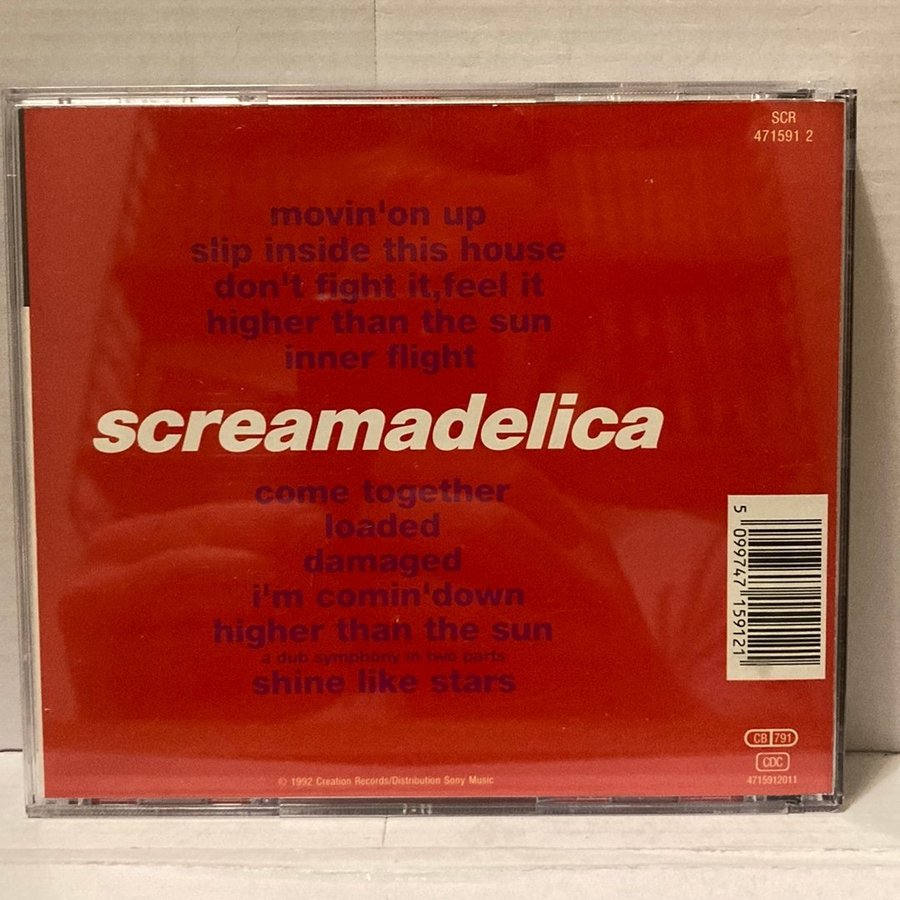 SCR
471591 2
movin'on up
slip inside this house
don't fight it,feel it
higher than the sun
inner flight
screamadelica
come together
loaded
damaged
i'm comin'down
higher than the sun
a dub symphony in two parts
shine like stars
5 099747 159121
CB 791
CDC
4715912011
© 1992 Creation Records/Distribution Sony Music